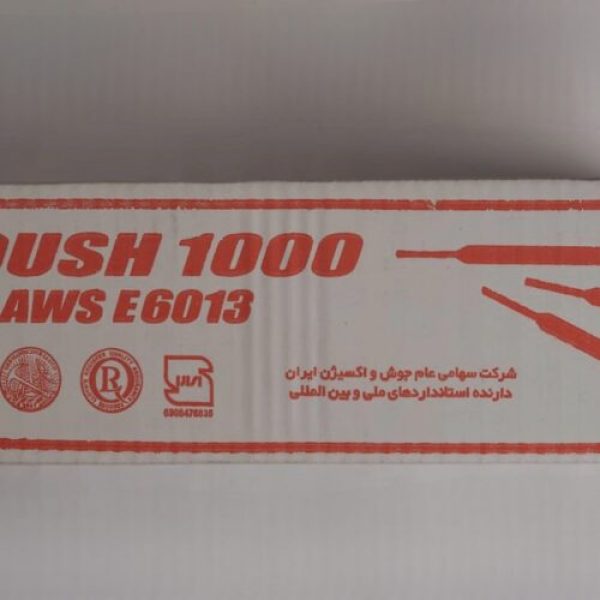 OUSH 1000
AWS E6013
R
شرکت سهامی عام جوش و اکسیژن ایران
دارنده استانداردهای ملی و بین المللی